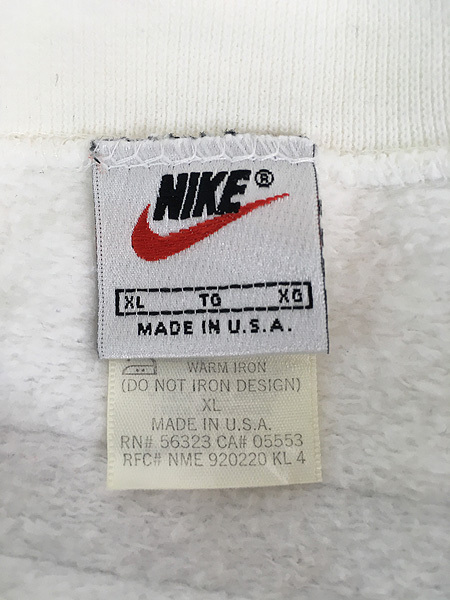 NIKE®
XL TG XG
MADE IN U.S.A.
WARM IRON
(DO NOT IRON DESIGN)
XL
MADE IN U.S.A.
RN# 56323 CA# 05553
RFC# NME 920220 KL 4